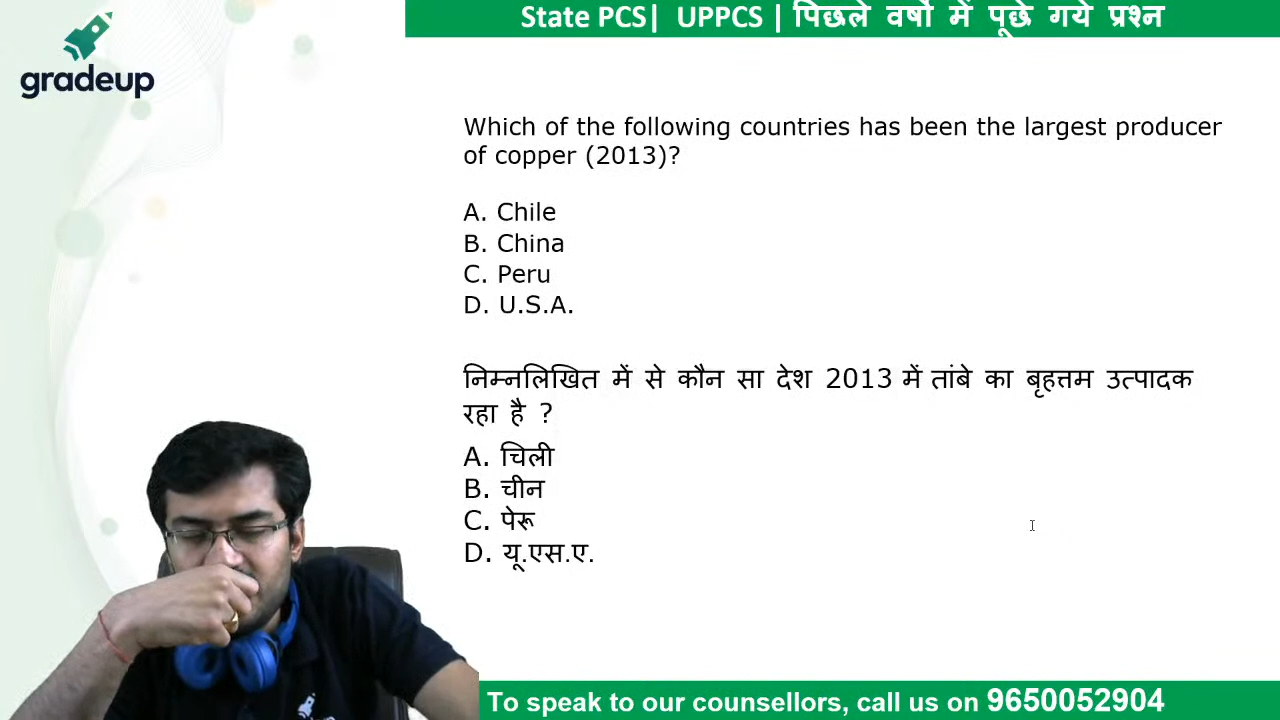 State PCS| UPPCS | पिछले वर्षो में पूछे गये प्रश्न
gradeup
Which of the following countries has been the largest producer
of copper (2013)?
A. Chile
B. China
C. Peru
D. U.S.A.
निम्नलिखित में से कौन सा देश 2013 में तांबे का बृहत्तम उत्पादक
रहा है ?
A. चिली
B. चीन
C. पेरू
D. यू.एस.ए.
To speak to our counsellors, call us on 9650052904